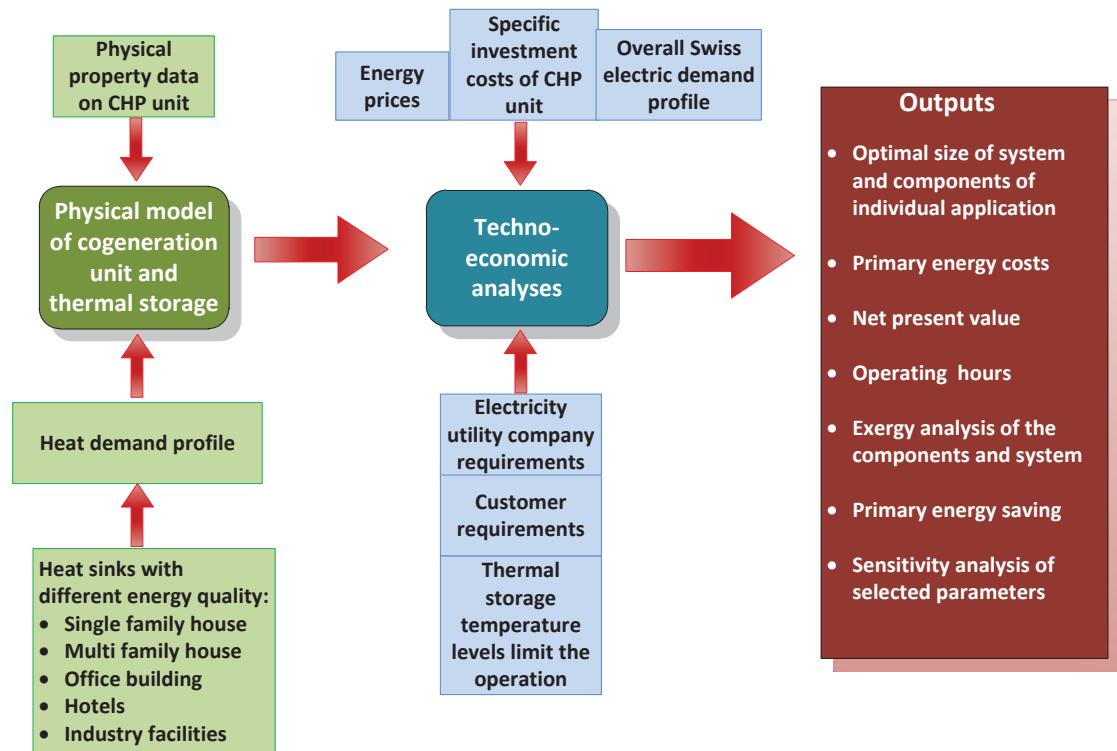 Physical
property data
on CHP unit
Physical model
of cogeneration
unit and
thermal storage
Heat demand profile
Heat sinks with
different energy quality:
• Single family house
• Multi family house
• Office building
• Hotels
• Industry facilities
Energy
prices
Specific
investment
costs of CHP
unit
Overall Swiss
electric demand
profile
Techno-
economic
analyses
Electricity
utility company
requirements
Customer
requirements
Thermal
storage
temperature
levels limit the
operation
Outputs
• Optimal size of system
and components of
individual application
• Primary energy costs
• Net present value
• Operating hours
• Exergy analysis of the
components and system
• Primary energy saving
• Sensitivity analysis of
selected parameters